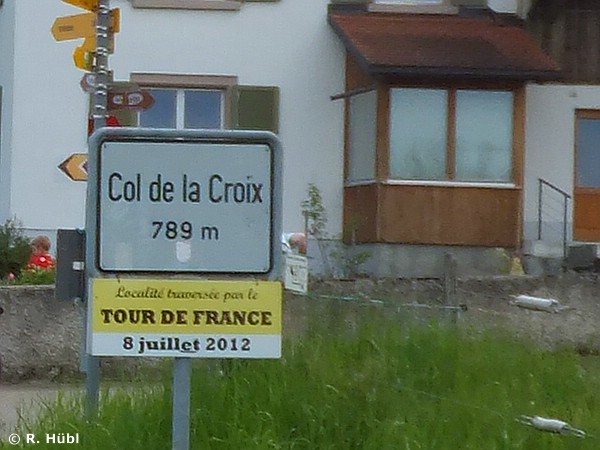 Col de la Croix
789 m
Localité traversée par le
TOUR DE FRANCE
8 juillet 2012
© R. Hübl